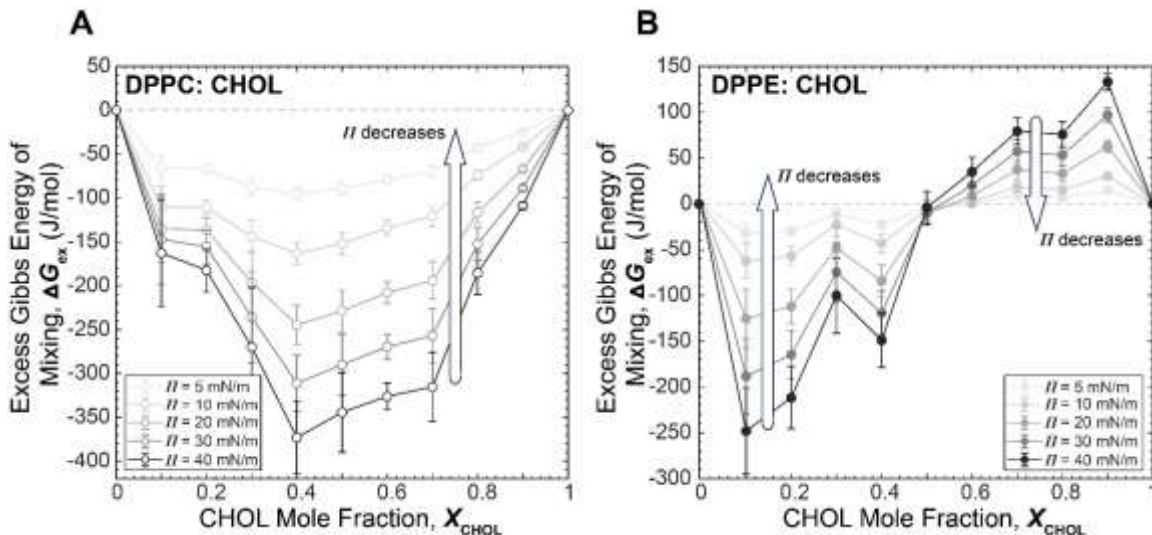 A
DPPC: CHOL
Excess Gibbs Energy of
Mixing, ΔGex (J/mol)
50
0
-50
-100
-150
-200
-250
-300
-350
-400
Π decreases
Π = 5 mN/m
Π = 10 mN/m
Π = 20 mN/m
Π = 30 mN/m
Π = 40 mN/m
0 0.2 0.4 0.6 0.8 1
CHOL Mole Fraction, XCHOL
B
DPPE: CHOL
Excess Gibbs Energy of
Mixing, ΔGex (J/mol)
150
100
50
0
-50
-100
-150
-200
-250
-300
Π decreases
Π decreases
Π = 5 mN/m
Π = 10 mN/m
Π = 20 mN/m
Π = 30 mN/m
Π = 40 mN/m
0 0.2 0.4 0.6 0.8 1
CHOL Mole Fraction, XCHOL